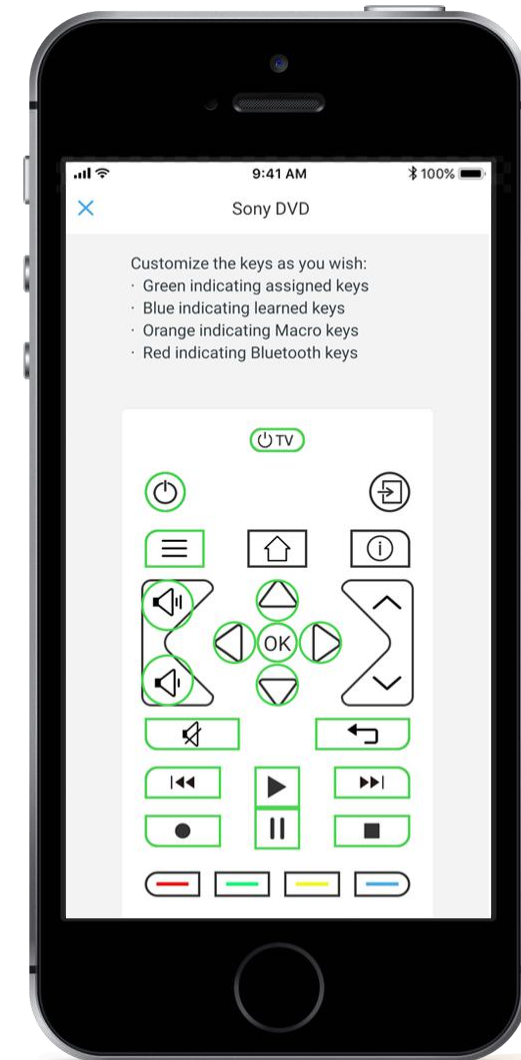 9:41 AM
100%
Sony DVD
Customize the keys as you wish:
· Green indicating assigned keys
· Blue indicating learned keys
· Orange indicating Macro keys
· Red indicating Bluetooth keys
TV
OK